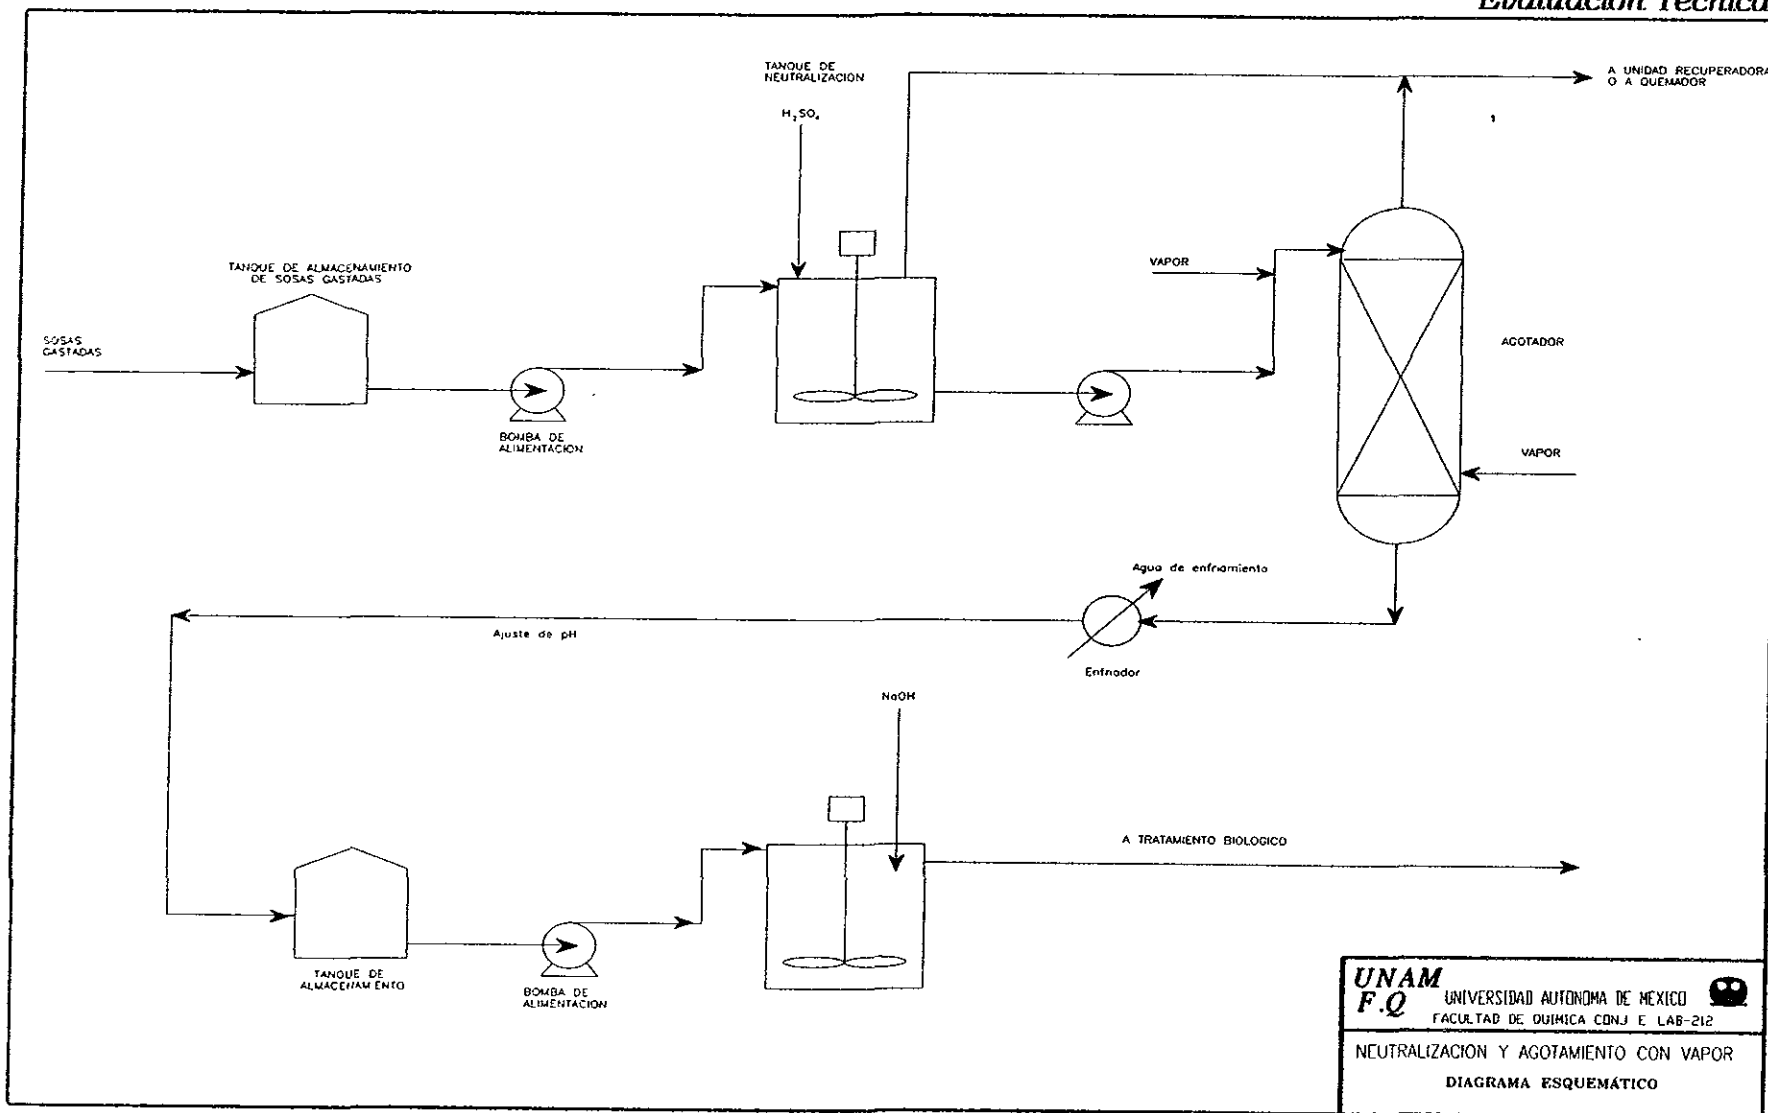 Evaluación Técnica
TANQUE DE
NEUTRALIZACION
A UNIDAD RECUPERADORA
O A QUEMADOR
H2SO4
1
TANQUE DE ALMACENAMIENTO
DE SOSAS GASTADAS
VAPOR
SOSAS
GASTADAS
AGOTADOR
BOMBA DE
ALIMENTACION
VAPOR
Agua de enfriamiento
Ajuste de pH
Enfriador
NaOH
A TRATAMIENTO BIOLOGICO
TANQUE DE
ALMACENAMIENTO
BOMBA DE
ALIMENTACION
UNAM
F.Q
UNIVERSIDAD AUTONOMA DE MEXICO
FACULTAD DE QUIMICA CONJ E LAB-212
NEUTRALIZACION Y AGOTAMIENTO CON VAPOR
DIAGRAMA ESQUEMÁTICO